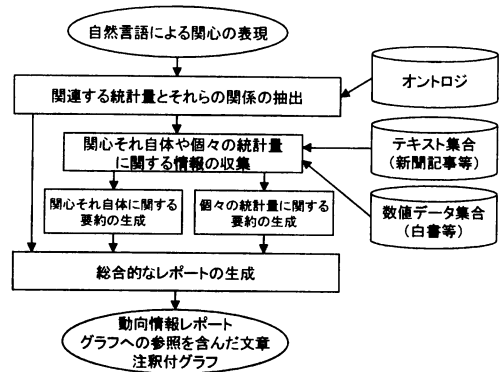 自然言語による関心の表現
関連する統計量とそれらの関係の抽出
オントロジ
関心それ自体や個々の統計量
に関する情報の収集
テキスト集合
(新聞記事等)
数値データ集合
(白書等)
関心それ自体に関する
要約の生成
個々の統計量に関する
要約の生成
総合的なレポートの生成
動向情報レポート
グラフへの参照を含んだ文章
注釈付グラフ